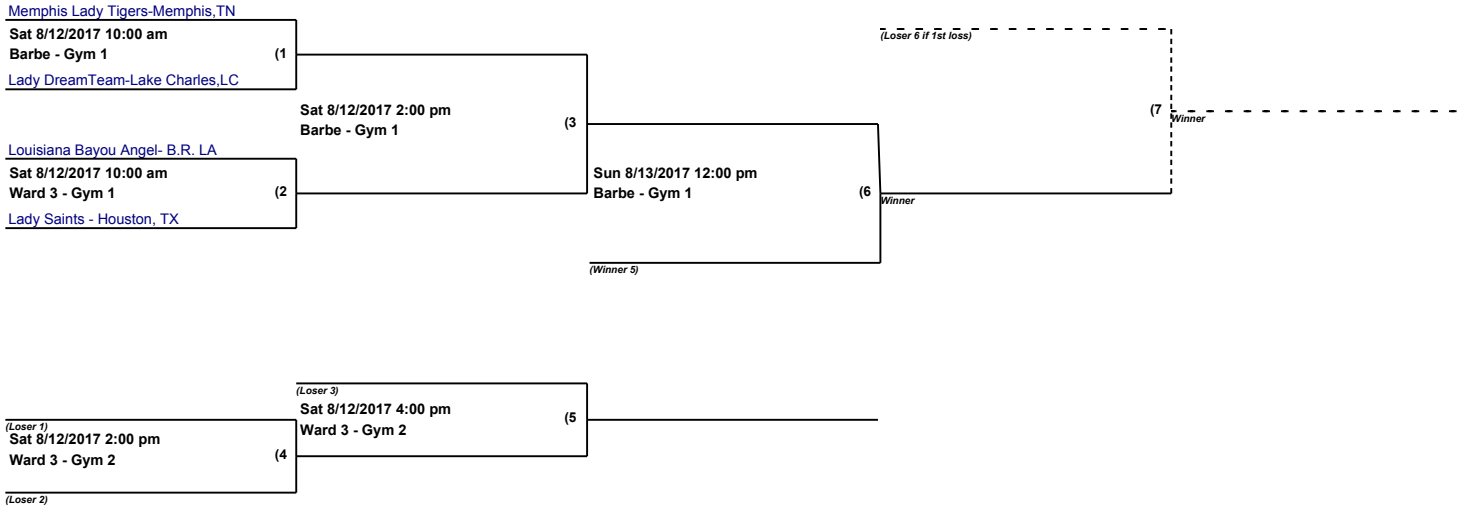 Memphis Lady Tigers-Memphis,TN
Sat 8/12/2017 10:00 am
Barbe - Gym 1
(1
Lady DreamTeam-Lake Charles,LC
Sat 8/12/2017 2:00 pm
Barbe - Gym 1
(3
Louisiana Bayou Angel- B.R. LA
Sat 8/12/2017 10:00 am
Ward 3 - Gym 1
(2
Lady Saints - Houston, TX
Sun 8/13/2017 12:00 pm
Barbe - Gym 1
(6
Winner
(Winner 5)
(Loser 6 if 1st loss)
(7
Winner
(Loser 3)
Sat 8/12/2017 4:00 pm
Ward 3 - Gym 2
(5
(Loser 1)
Sat 8/12/2017 2:00 pm
Ward 3 - Gym 2
(4
(Loser 2)